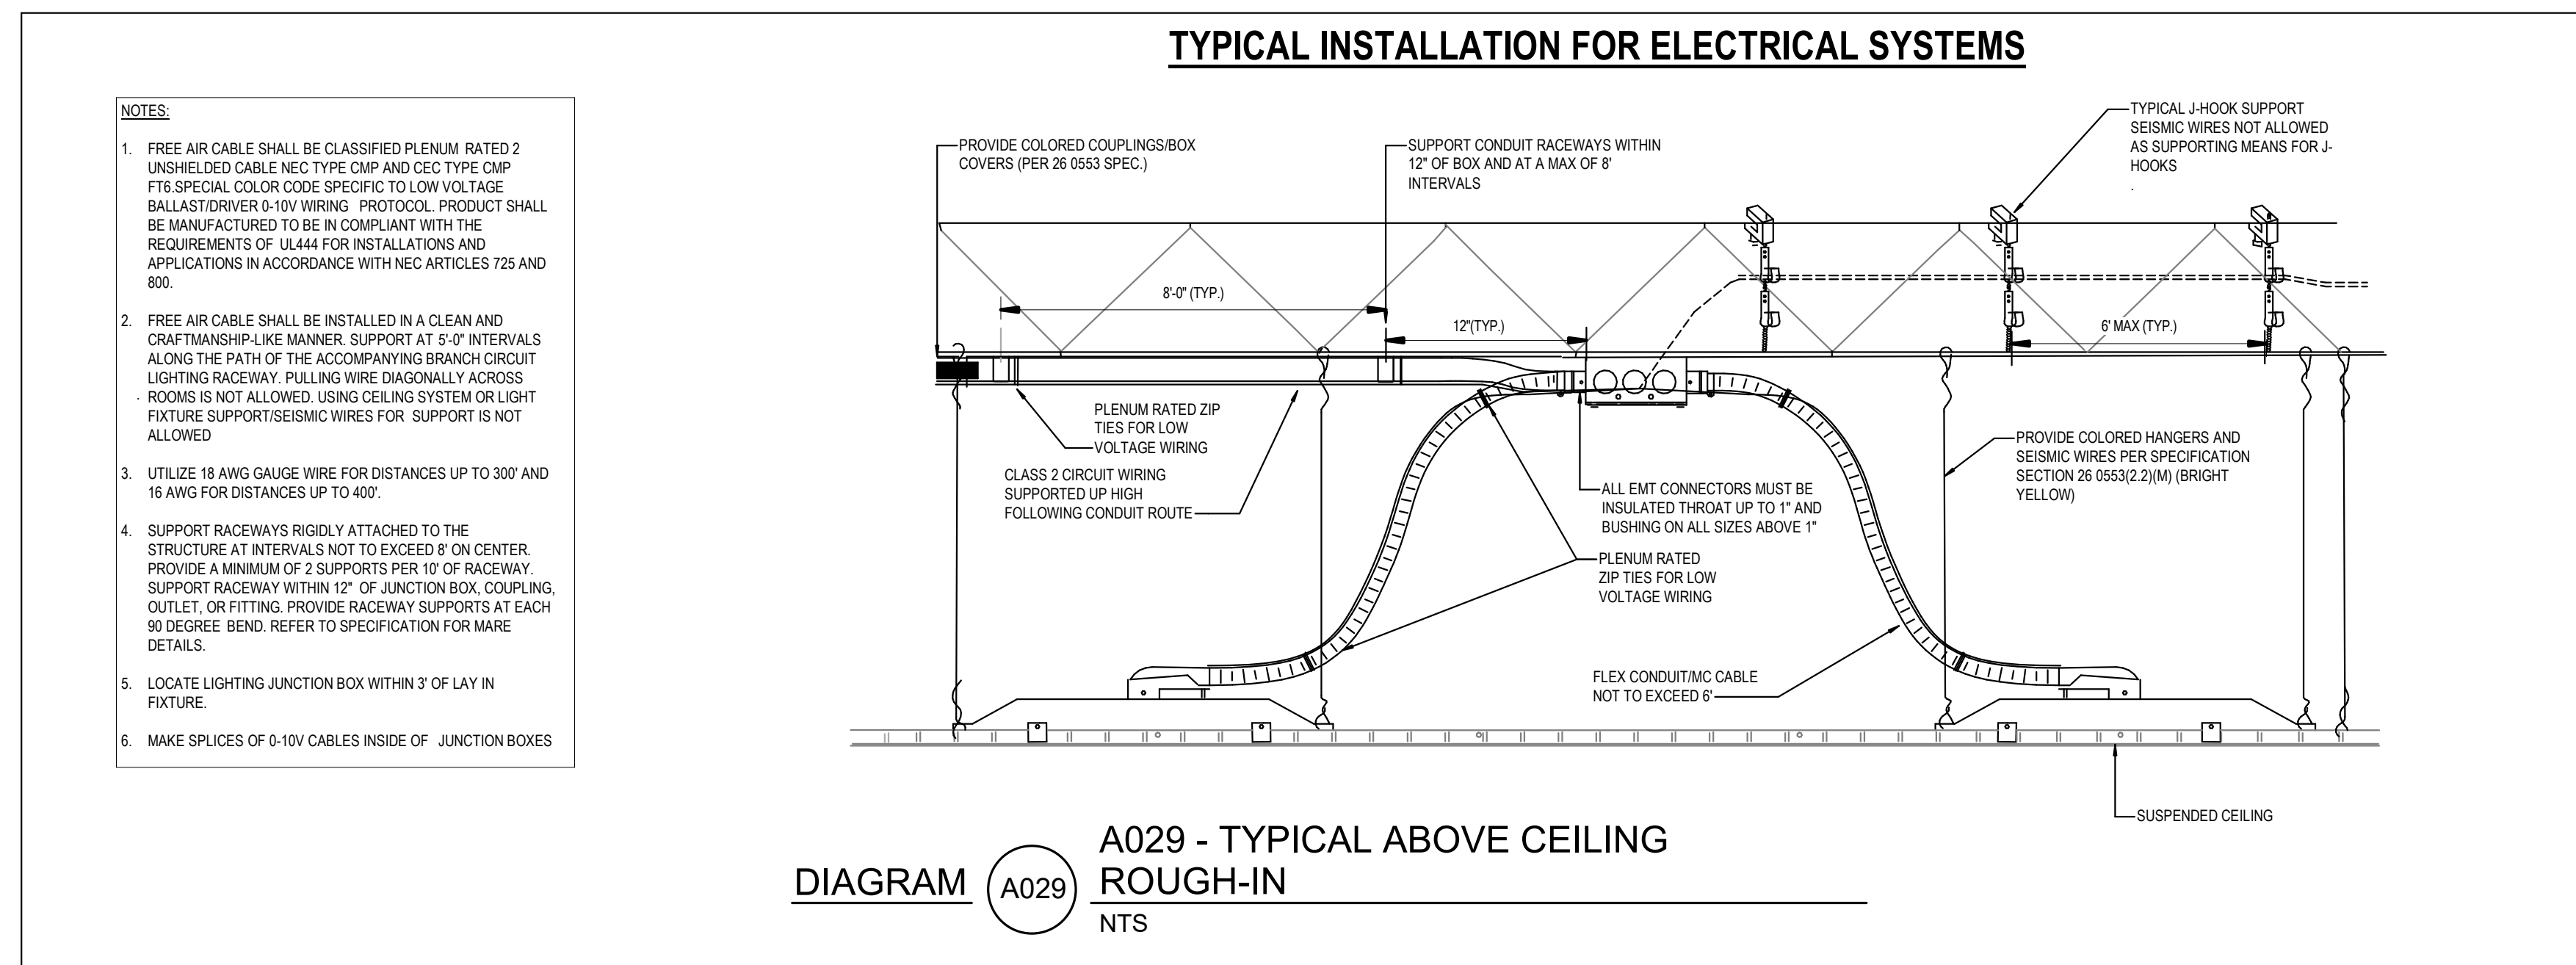 TYPICAL INSTALLATION FOR ELECTRICAL SYSTEMS
NOTES:
1. FREE AIR CABLE SHALL BE CLASSIFIED PLENUM RATED 2
UNSHIELDED CABLE NEC TYPE CMP AND CEC TYPE CMP
FT6.SPECIAL COLOR CODE SPECIFIC TO LOW VOLTAGE
BALLAST/DRIVER 0-10V WIRING PROTOCOL. PRODUCT SHALL
BE MANUFACTURED TO BE IN COMPLIANT WITH THE
REQUIREMENTS OF UL444 FOR INSTALLATIONS AND
APPLICATIONS IN ACCORDANCE WITH NEC ARTICLES 725 AND
800.
2. FREE AIR CABLE SHALL BE INSTALLED IN A CLEAN AND
CRAFTMANSHIP-LIKE MANNER. SUPPORT AT 5'-0" INTERVALS
ALONG THE PATH OF THE ACCOMPANYING BRANCH CIRCUIT
LIGHTING RACEWAY. PULLING WIRE DIAGONALLY ACROSS
. ROOMS IS NOT ALLOWED. USING CEILING SYSTEM OR LIGHT
FIXTURE SUPPORT/SEISMIC WIRES FOR SUPPORT IS NOT
ALLOWED
3. UTILIZE 18 AWG GAUGE WIRE FOR DISTANCES UP TO 300' AND
16 AWG FOR DISTANCES UP TO 400'.
4. SUPPORT RACEWAYS RIGIDLY ATTACHED TO THE
STRUCTURE AT INTERVALS NOT TO EXCEED 8' ON CENTER.
PROVIDE A MINIMUM OF 2 SUPPORTS PER 10' OF RACEWAY.
SUPPORT RACEWAY WITHIN 12" OF JUNCTION BOX, COUPLING,
OUTLET, OR FITTING. PROVIDE RACEWAY SUPPORTS AT EACH
90 DEGREE BEND. REFER TO SPECIFICATION FOR MARE
DETAILS.
5. LOCATE LIGHTING JUNCTION BOX WITHIN 3' OF LAY IN
FIXTURE.
6. MAKE SPLICES OF 0-10V CABLES INSIDE OF JUNCTION BOXES
PROVIDE COLORED COUPLINGS/BOX
COVERS (PER 26 0553 SPEC.)
SUPPORT CONDUIT RACEWAYS WITHIN
12" OF BOX AND AT A MAX OF 8'
INTERVALS
TYPICAL J-HOOK SUPPORT
SEISMIC WIRES NOT ALLOWED
AS SUPPORTING MEANS FOR J-
HOOKS
.
8'-0" (TYP.)
12"(TYP.)
6' MAX (TYP.)
PLENUM RATED ZIP
TIES FOR LOW
VOLTAGE WIRING
CLASS 2 CIRCUIT WIRING
SUPPORTED UP HIGH
FOLLOWING CONDUIT ROUTE
ALL EMT CONNECTORS MUST BE
INSULATED THROAT UP TO 1" AND
BUSHING ON ALL SIZES ABOVE 1"
PLENUM RATED
ZIP TIES FOR LOW
VOLTAGE WIRING
PROVIDE COLORED HANGERS AND
SEISMIC WIRES PER SPECIFICATION
SECTION 26 0553(2.2)(M) (BRIGHT
YELLOW)
FLEX CONDUIT/MC CABLE
NOT TO EXCEED 6'
SUSPENDED CEILING
DIAGRAM
A029
A029 - TYPICAL ABOVE CEILING
ROUGH-IN
NTS